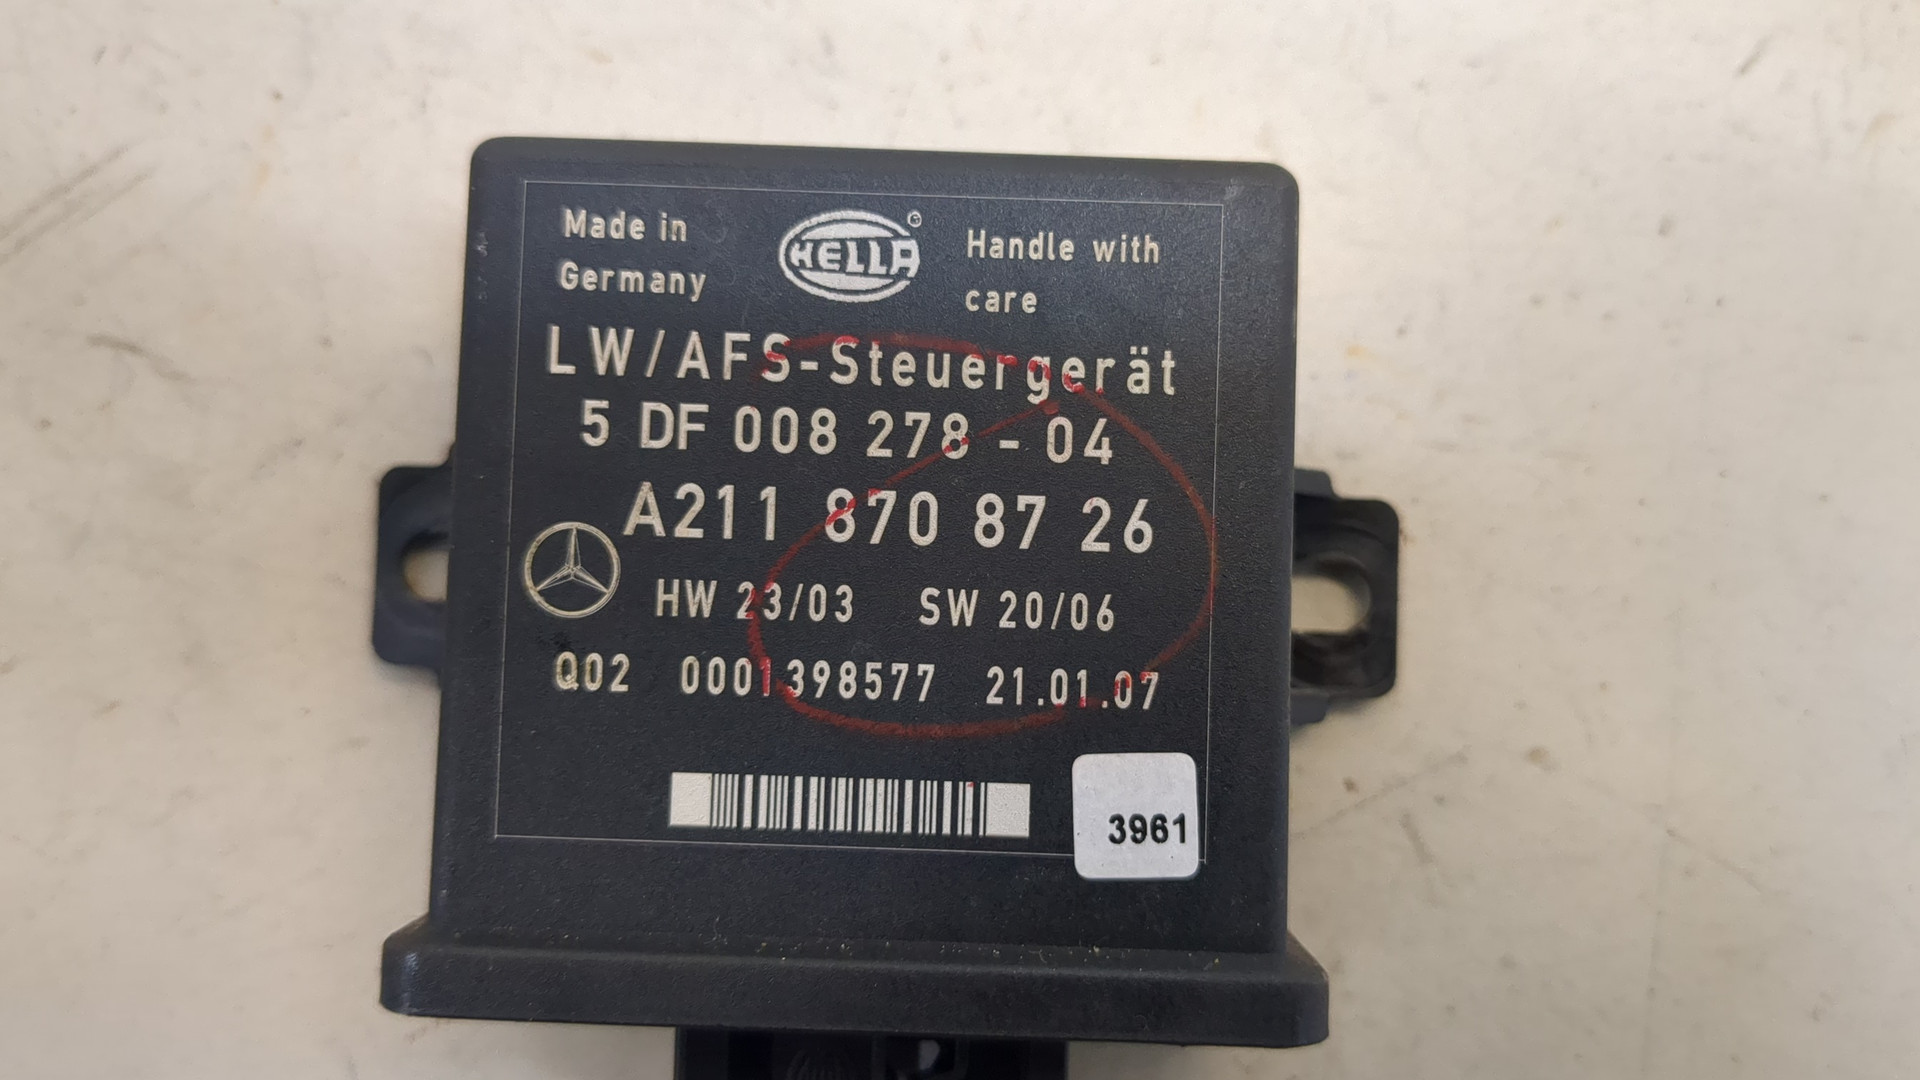 Made in
Germany
HELLA
Handle with
care
LW/AFS-Steuergerät
5 DF 008 278 - 04
A211 870 87 26
HW 23/03 SW 20/06
Q02 0001398577 21.01.07
3961